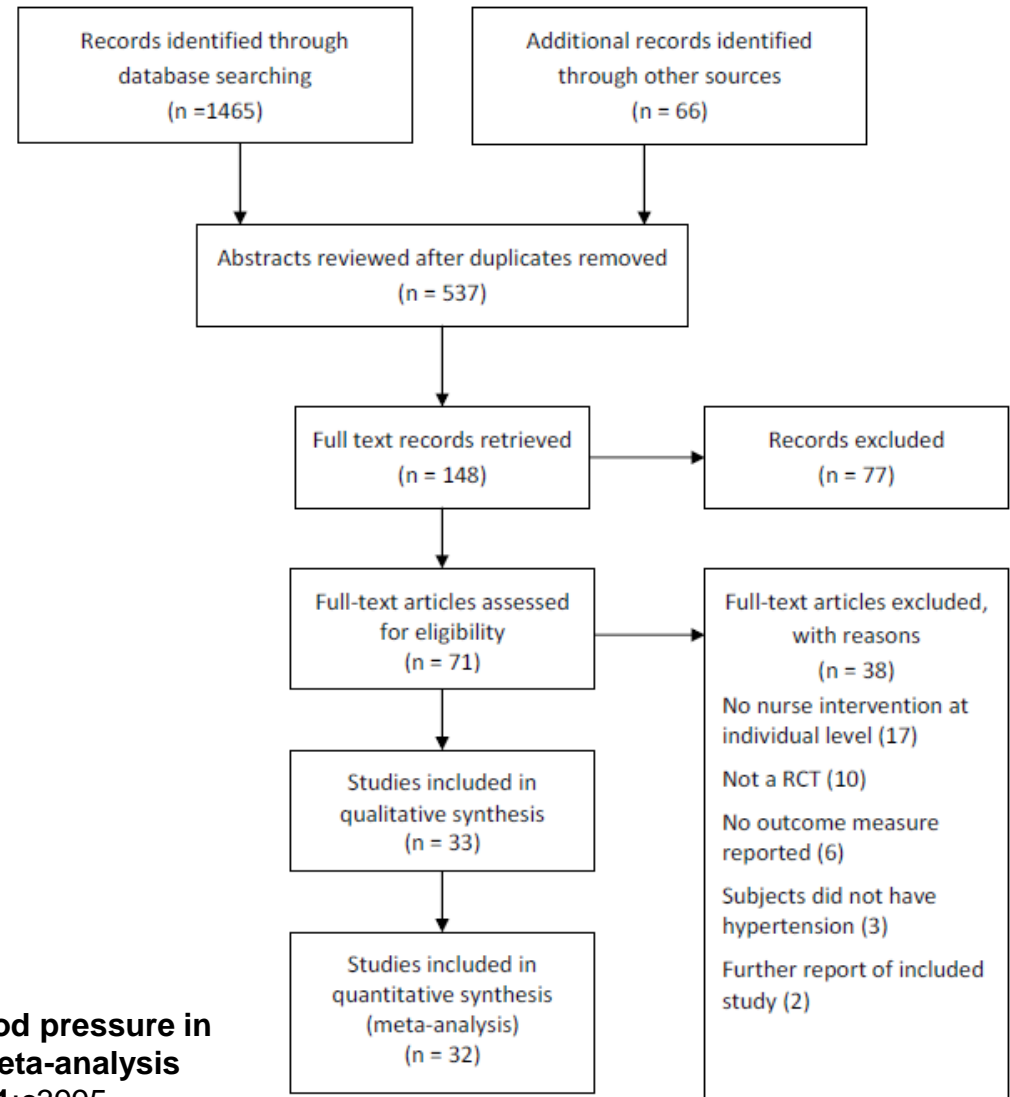 Records identified through
database searching
(n =1465)
Additional records identified
through other sources
(n = 66)
Abstracts reviewed after duplicates removed
(n = 537)
Full text records retrieved
(n = 148)
Records excluded
(n = 77)
Full-text articles assessed
for eligibility
(n = 71)
Full-text articles excluded,
with reasons
(n = 38)
No nurse intervention at
individual level (17)
Not a RCT (10)
No outcome measure
reported (6)
Subjects did not have
hypertension (3)
Further report of included
study (2)
Studies included in
qualitative synthesis
(n = 33)
Studies included in
quantitative synthesis
(meta-analysis)
(n = 32)
pressure in